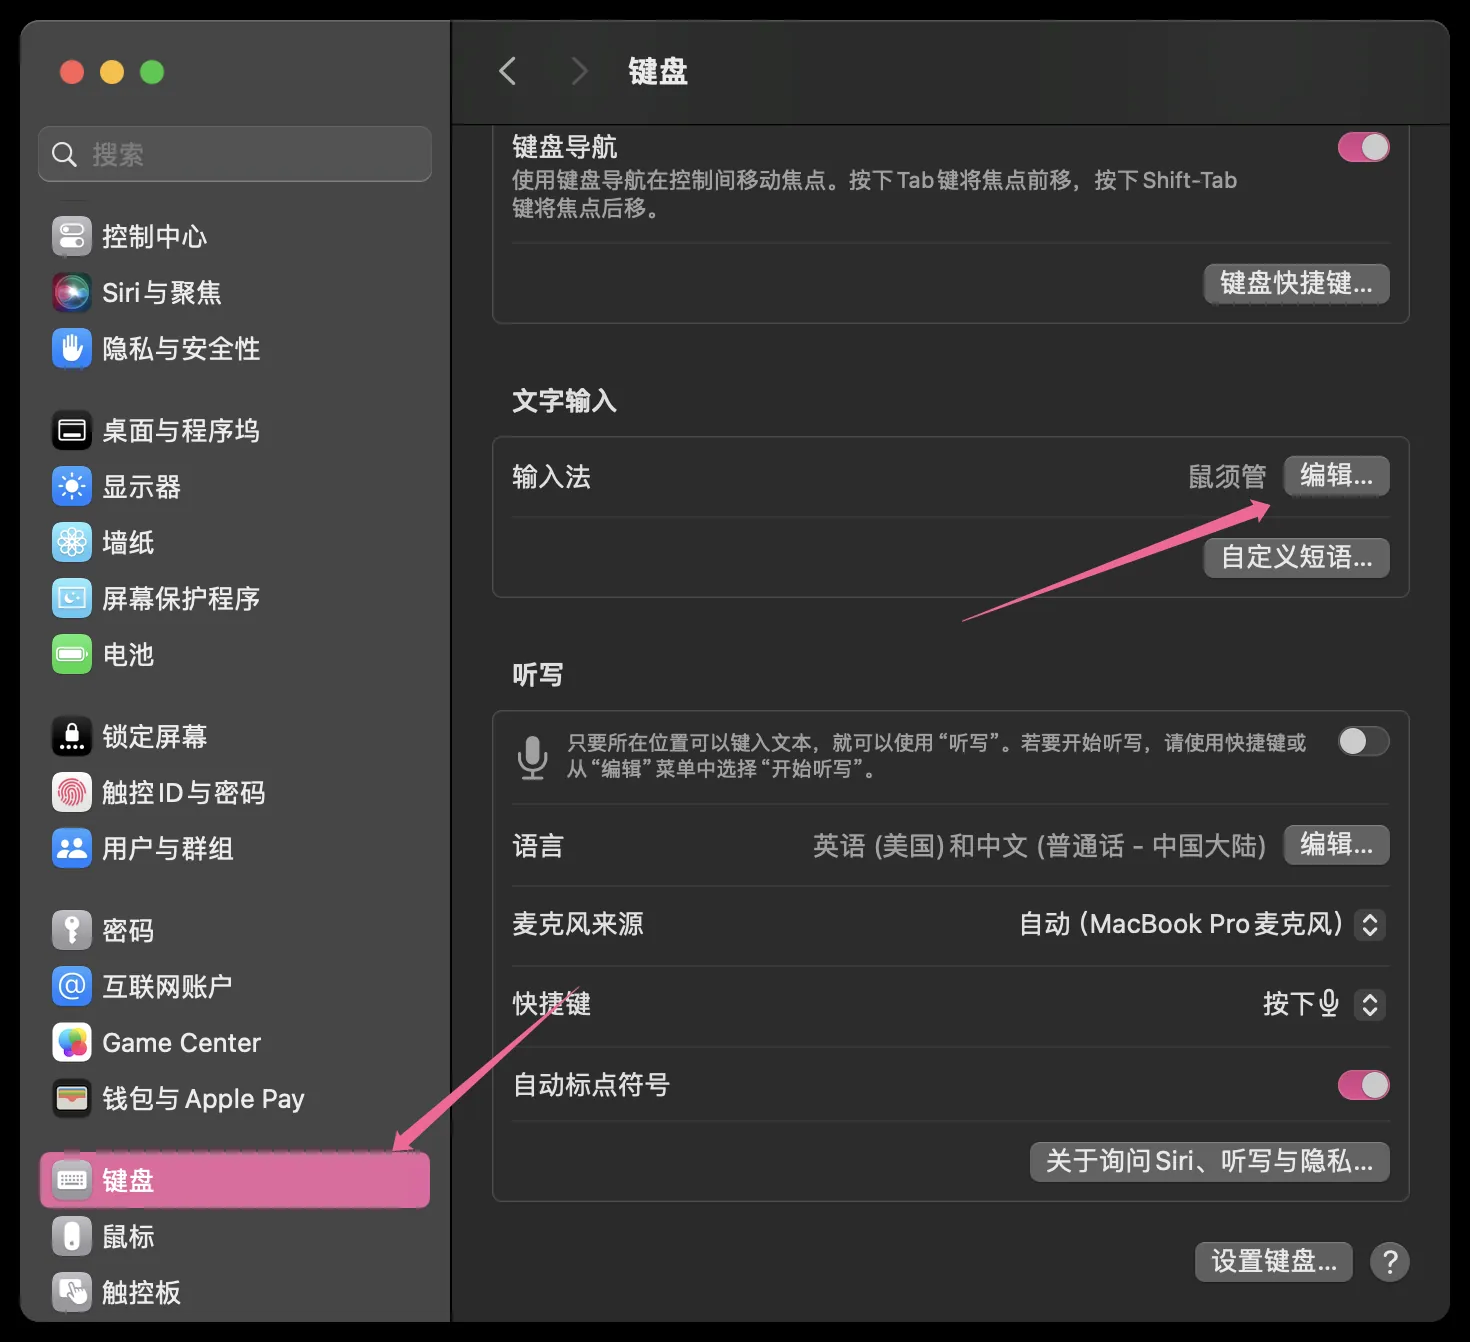 搜索
控制中心
Siri与聚焦
隐私与安全性
桌面与程序坞
显示器
墙纸
屏幕保护程序
电池
锁定屏幕
触控ID与密码
用户与群组
密码
互联网账户
Game Center
钱包与Apple Pay
键盘
鼠标
触控板
键盘
键盘导航
使用键盘导航在控制间移动焦点。按下Tab键将焦点前移，按下Shift-Tab
键将焦点后移。
键盘快捷键...
文字输入
输入法 鼠须管 编辑...
自定义短语...
听写
只要所在位置可以键入文本，就可以使用“听写”。若要开始听写，请使用快捷键或
从“编辑”菜单中选择“开始听写”。
语言 英语 (美国)和中文 (普通话 - 中国大陆) 编辑...
麦克风来源 自动 (MacBook Pro麦克风)
快捷键 按下
自动标点符号
关于询问Siri、听写与隐私...
设置键盘... ?